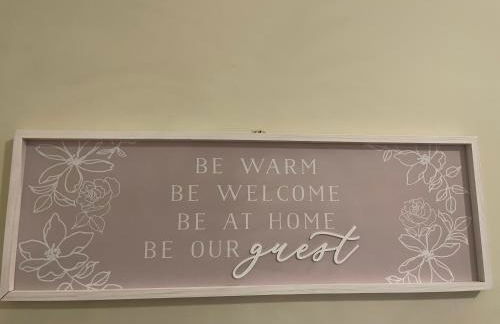 BE WARM
BE WELCOME
BE AT HOME
BE OUR guest